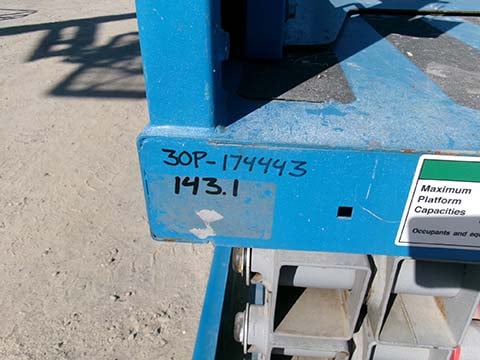 30P-174443
143.1
Maximum
Platform
Capacities
Occupants and equ